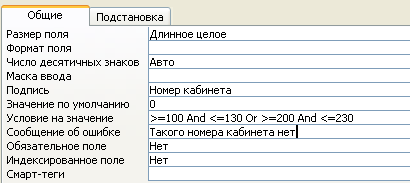 Общие Подстановка
Размер поля Длинное целое
Формат поля
Число десятичных знаков Авто
Маска ввода
Подпись Номер кабинета
Значение по умолчанию 0
Условие на значение >=100 And <=130 Or >=200 And <=230
Сообщение об ошибке Такого номера кабинета нет
Обязательное поле Нет
Индексированное поле Нет
Смарт-теги